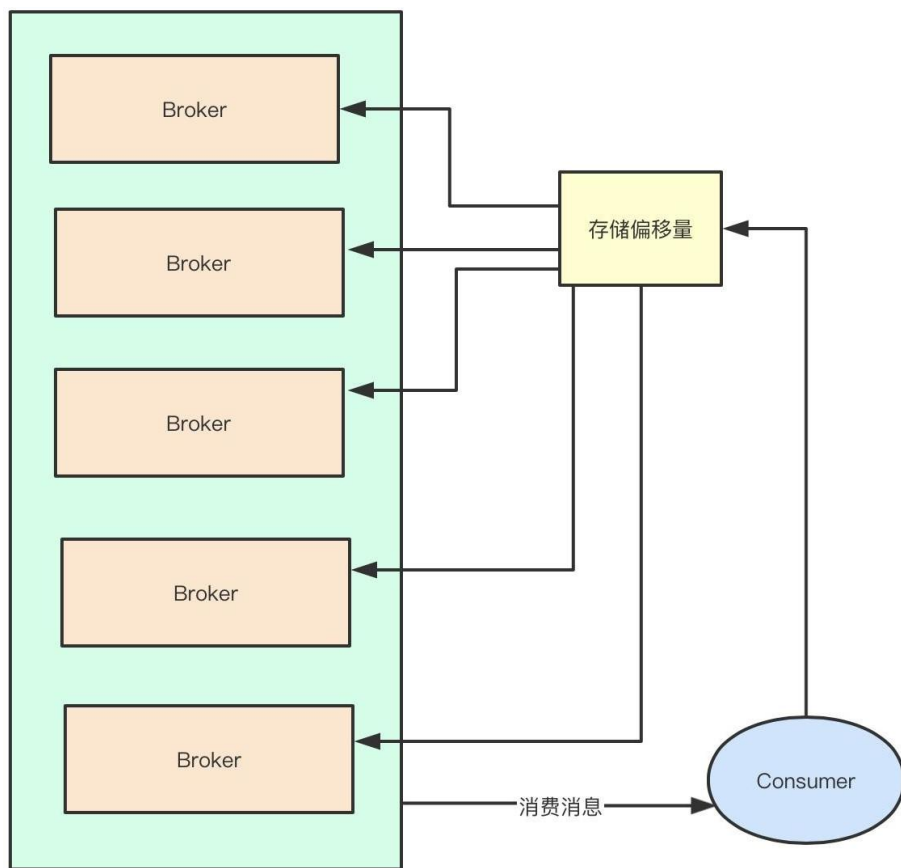 Broker
Broker
存储偏移量
Broker
Broker
Broker
Consumer
消费消息